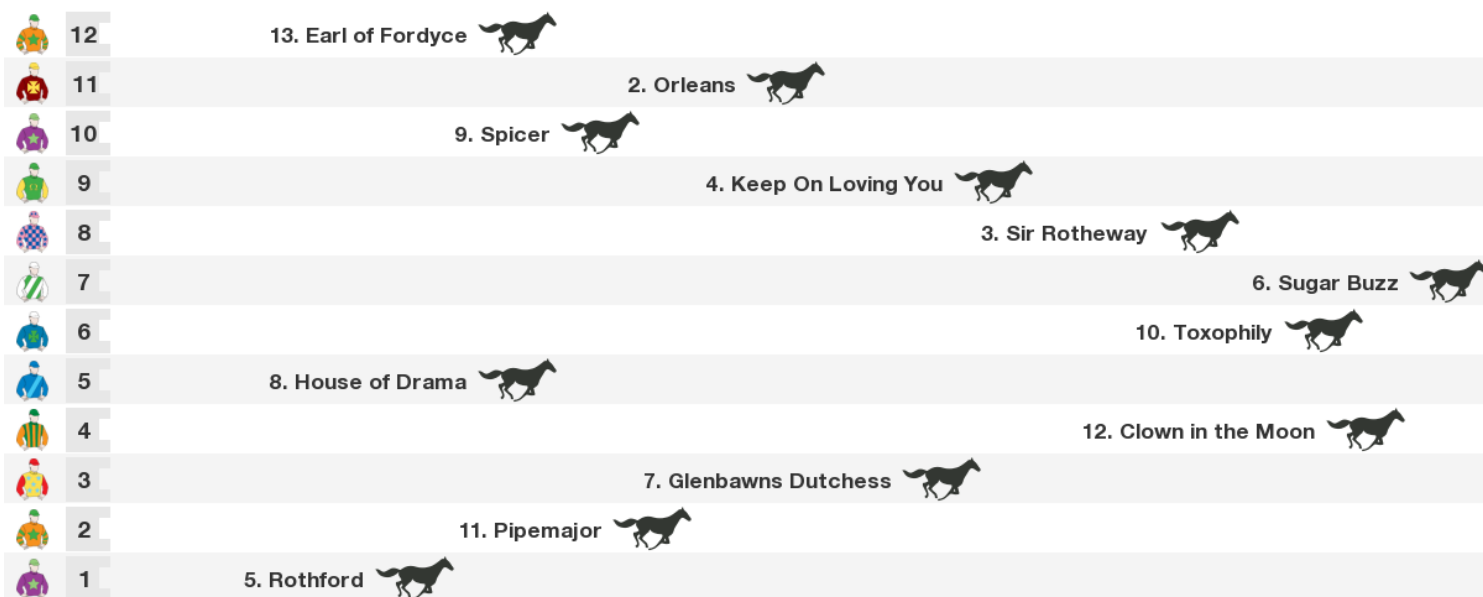 12 13. Earl of Fordyce
11 2. Orleans
10 9. Spicer
9 4. Keep On Loving You
8 3. Sir Rotheway
7 6. Sugar Buzz
6 10. Toxophily
5 8. House of Drama
4 12. Clown in the Moon
3 7. Glenbawns Dutchess
2 11. Pipemajor
1 5. Rothford